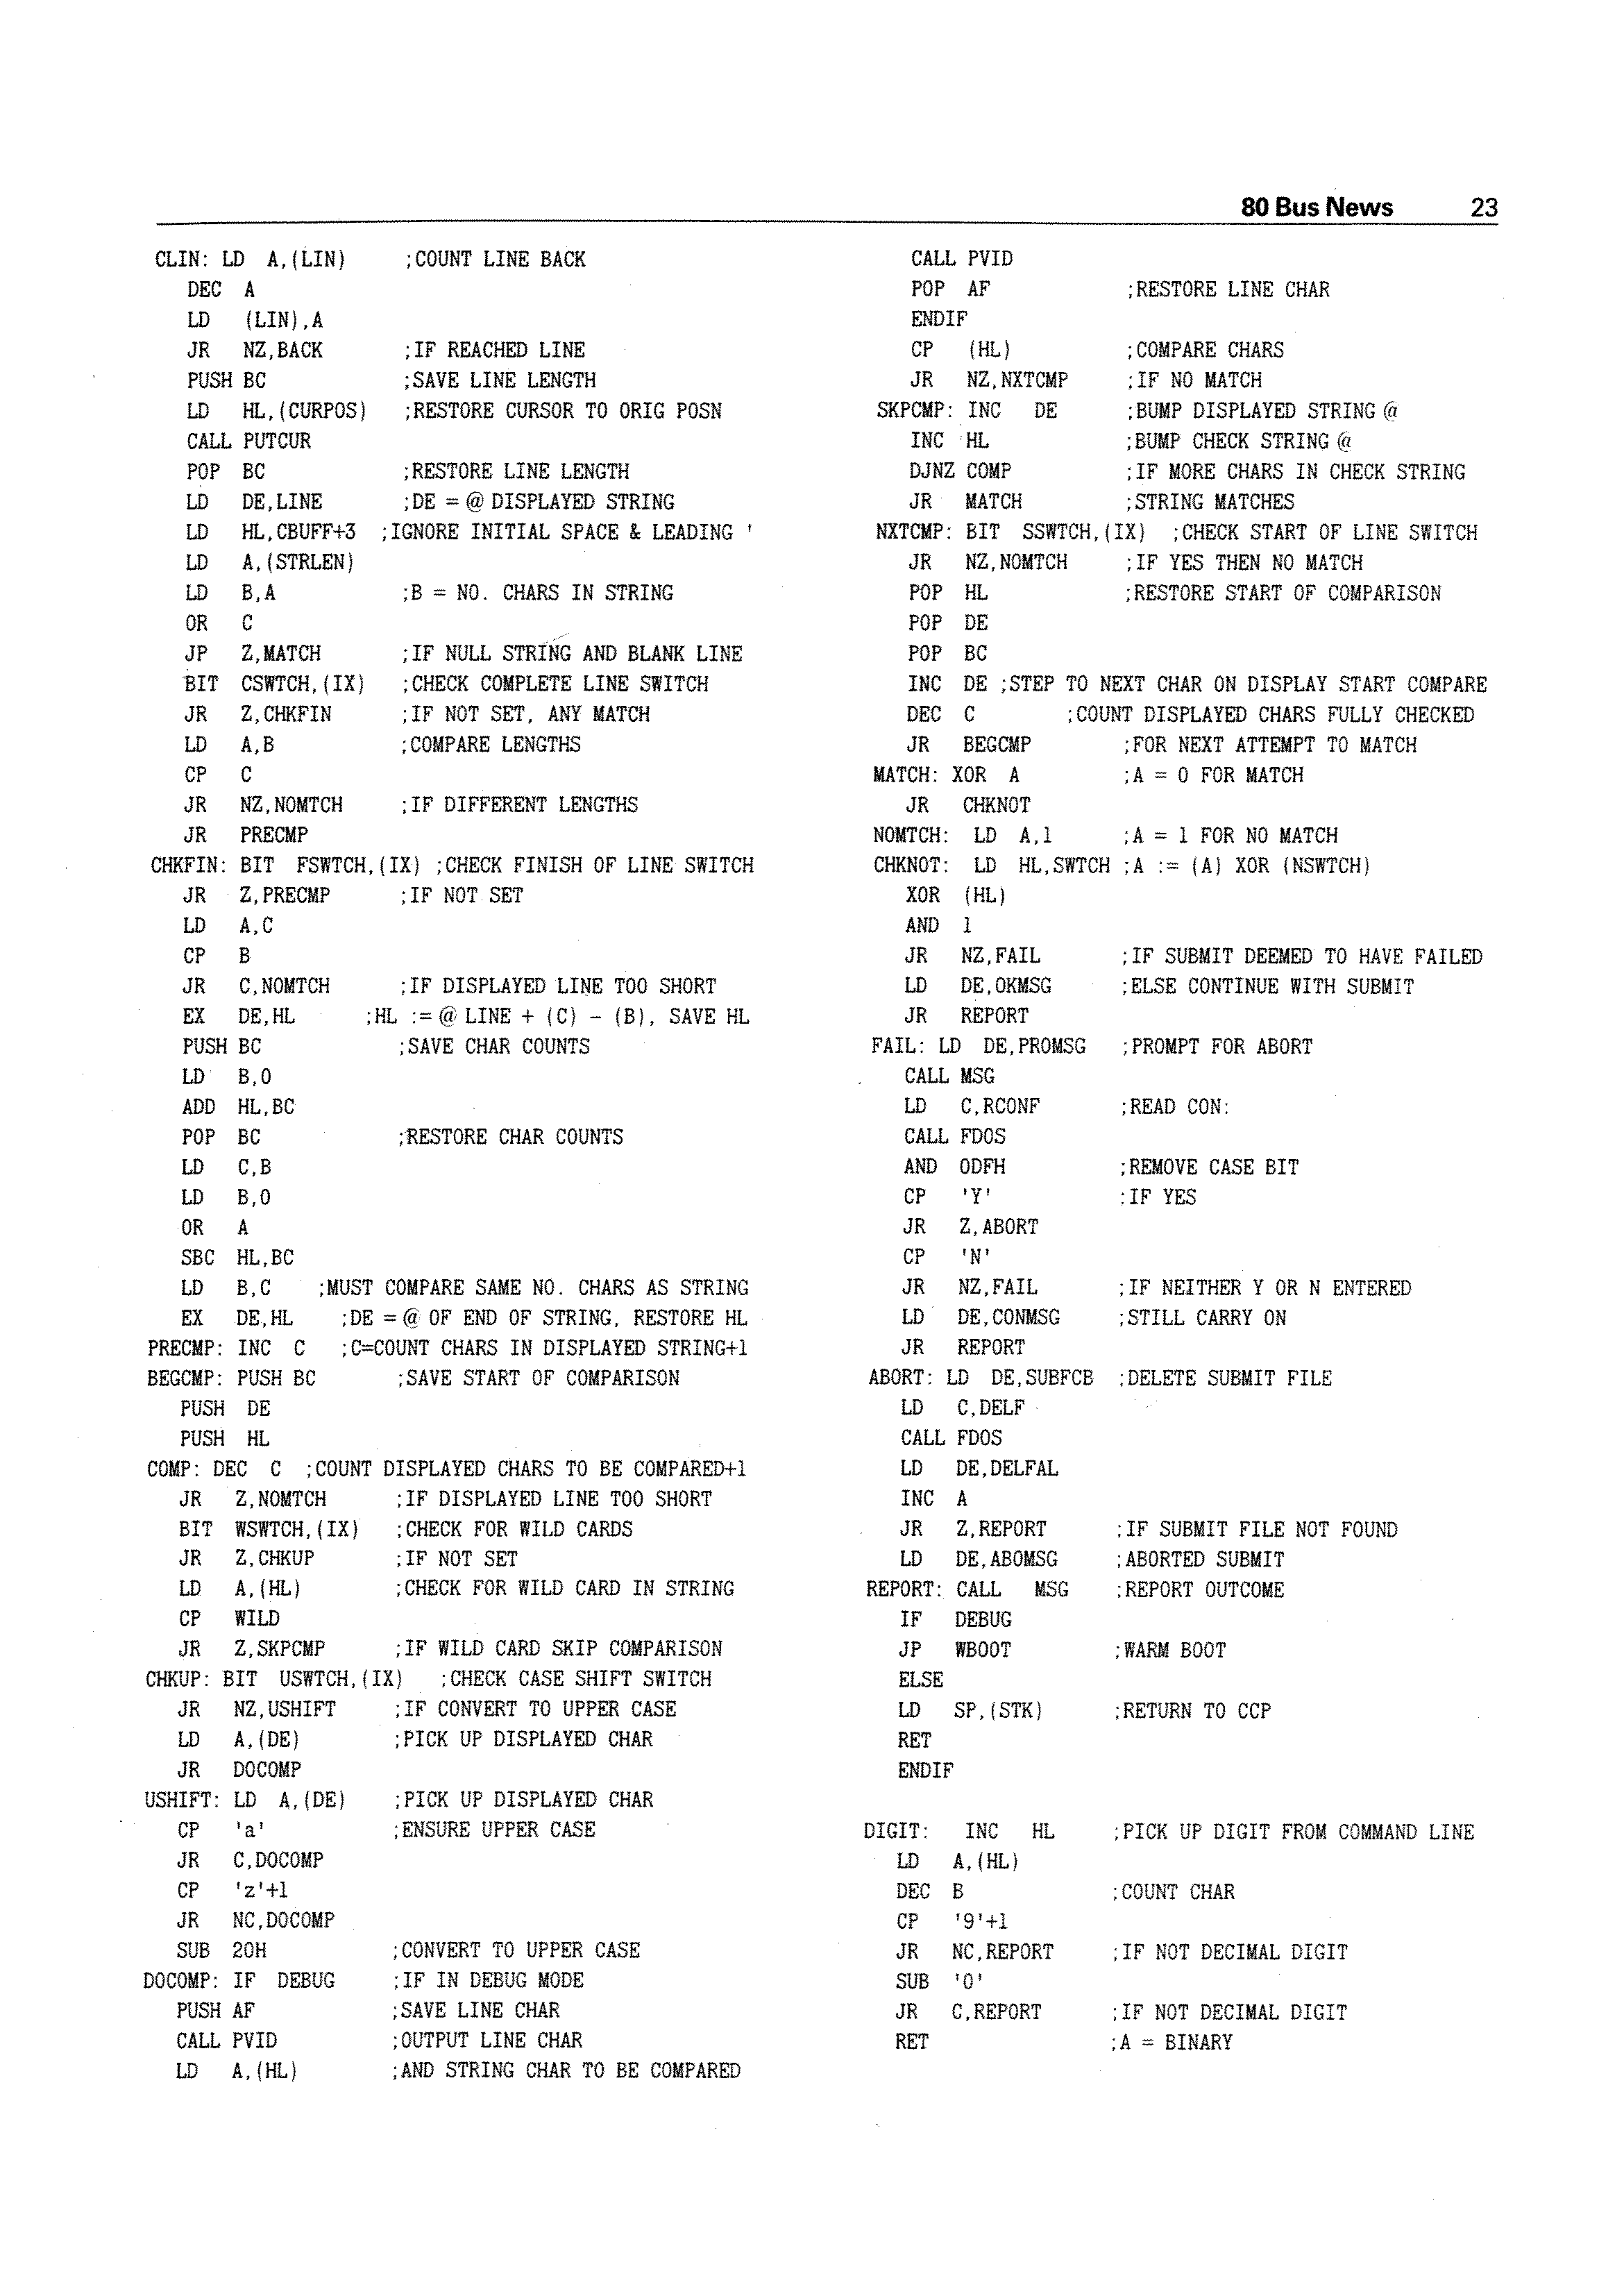 80 Bus News 23
CLIN: LD A,(LIN) ;COUNT LINE BACK
DEC A
LD (LIN),A
JR NZ,BACK ;IF REACHED LINE
PUSH BC ;SAVE LINE LENGTH
LD HL,(CURPOS) ;RESTORE CURSOR TO ORIG POSN
CALL PUTCUR
POP BC ;RESTORE LINE LENGTH
LD DE,LINE ;DE = @ DISPLAYED STRING
LD HL,CBUFF+3 ;IGNORE INITIAL SPACE & LEADING '
LD A,(STRLEN)
LD B,A ;B = NO. CHARS IN STRING
OR C
JP Z,MATCH ;IF NULL STRING AND BLANK LINE
BIT CSWTCH,(IX) ;CHECK COMPLETE LINE SWITCH
JR Z,CHKFIN ;IF NOT SET, ANY MATCH
LD A,B ;COMPARE LENGTHS
CP C
JR NZ,NOMTCH ;IF DIFFERENT LENGTHS
JR PRECMP
CHKFIN: BIT FSWTCH,(IX) ;CHECK FINISH OF LINE SWITCH
JR Z,PRECMP ;IF NOT SET
LD A,C
CP B
JR C,NOMTCH ;IF DISPLAYED LINE TOO SHORT
EX DE,HL ;HL := @ LINE + (C) - (B), SAVE HL
PUSH BC ;SAVE CHAR COUNTS
LD B,0
ADD HL,BC
POP BC ;RESTORE CHAR COUNTS
LD C,B
LD B,0
OR A
SBC HL,BC
LD B,C ;MUST COMPARE SAME NO. CHARS AS STRING
EX DE,HL ;DE = @ OF END OF STRING, RESTORE HL
PRECMP: INC C ;C=COUNT CHARS IN DISPLAYED STRING+1
BEGCMP: PUSH BC ;SAVE START OF COMPARISON
PUSH DE
PUSH HL
COMP: DEC C ;COUNT DISPLAYED CHARS TO BE COMPARED+1
JR Z,NOMTCH ;IF DISPLAYED LINE TOO SHORT
BIT WSWTCH,(IX) ;CHECK FOR WILD CARDS
JR Z,CHKUP ;IF NOT SET
LD A,(HL) ;CHECK FOR WILD CARD IN STRING
CP WILD
JR Z,SKPCMP ;IF WILD CARD SKIP COMPARISON
CHKUP: BIT USWTCH,(IX) ;CHECK CASE SHIFT SWITCH
JR NZ,USHIFT ;IF CONVERT TO UPPER CASE
LD A,(DE) ;PICK UP DISPLAYED CHAR
JR DOCOMP
USHIFT: LD A,(DE) ;PICK UP DISPLAYED CHAR
CP 'a' ;ENSURE UPPER CASE
JR C,DOCOMP
CP 'z'+1
JR NC,DOCOMP
SUB 20H ;CONVERT TO UPPER CASE
DOCOMP: IF DEBUG ;IF IN DEBUG MODE
PUSH AF ;SAVE LINE CHAR
CALL PVID ;OUTPUT LINE CHAR
LD A,(HL) ;AND STRING CHAR TO BE COMPARED
CALL PVID
POP AF ;RESTORE LINE CHAR
ENDIF
CP (HL) ;COMPARE CHARS
JR NZ,NXTCMP ;IF NO MATCH
SKPCMP: INC DE ;BUMP DISPLAYED STRING @
INC HL ;BUMP CHECK STRING @
DJNZ COMP ;IF MORE CHARS IN CHECK STRING
JR MATCH ;STRING MATCHES
NXTCMP: BIT SSWTCH,(IX) ;CHECK START OF LINE SWITCH
JR NZ,NOMTCH ;IF YES THEN NO MATCH
POP HL ;RESTORE START OF COMPARISON
POP DE
POP BC
INC DE ;STEP TO NEXT CHAR ON DISPLAY START COMPARE
DEC C ;COUNT DISPLAYED CHARS FULLY CHECKED
JR BEGCMP ;FOR NEXT ATTEMPT TO MATCH
MATCH: XOR A ;A = 0 FOR MATCH
JR CHKNOT
NOMTCH: LD A,1 ;A = 1 FOR NO MATCH
CHKNOT: LD HL,SWTCH ;A := (A) XOR (NSWTCH)
XOR (HL)
AND 1
JR NZ,FAIL ;IF SUBMIT DEEMED TO HAVE FAILED
LD DE,OKMSG ;ELSE CONTINUE WITH SUBMIT
JR REPORT
FAIL: LD DE,PROMSG ;PROMPT FOR ABORT
CALL MSG
LD C,RCONF ;READ CON:
CALL FDOS
AND 0DFH ;REMOVE CASE BIT
CP 'Y' ;IF YES
JR Z,ABORT
CP 'N'
JR NZ,FAIL ;IF NEITHER Y OR N ENTERED
LD DE,CONMSG ;STILL CARRY ON
JR REPORT
ABORT: LD DE,SUBFCB ;DELETE SUBMIT FILE
LD C,DELF
CALL FDOS
LD DE,DELFAL
INC A
JR Z,REPORT ;IF SUBMIT FILE NOT FOUND
LD DE,ABOMSG ;ABORTED SUBMIT
REPORT: CALL MSG ;REPORT OUTCOME
IF DEBUG
JP WBOOT ;WARM BOOT
ELSE
LD SP,(STK) ;RETURN TO CCP
RET
ENDIF
DIGIT: INC HL ;PICK UP DIGIT FROM COMMAND LINE
LD A,(HL)
DEC B ;COUNT CHAR
CP '9'+1
JR NC,REPORT ;IF NOT DECIMAL DIGIT
SUB '0'
JR C,REPORT ;IF NOT DECIMAL DIGIT
RET ;A = BINARY